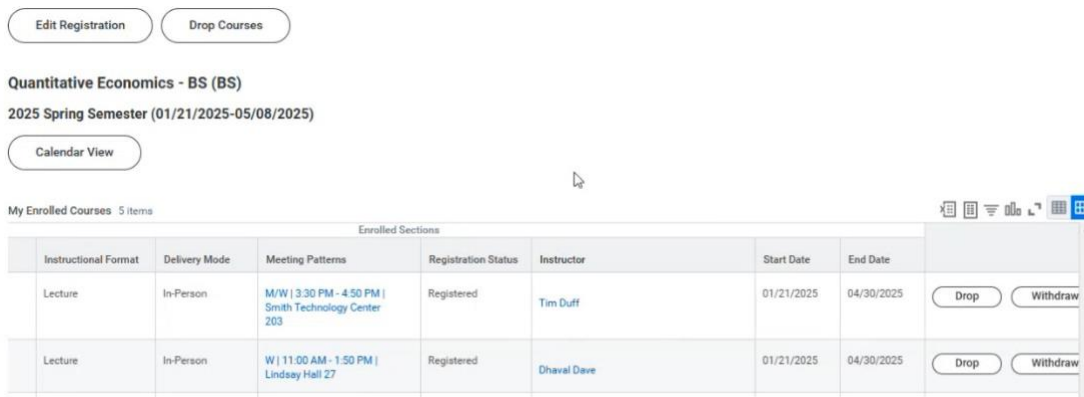 Edit Registration
Drop Courses
Quantitative Economics - BS (BS)
2025 Spring Semester (01/21/2025-05/08/2025)
Calendar View
My Enrolled Courses 5 items
Enrolled Sections
Instructional Format Delivery Mode Meeting Patterns Registration Status Instructor Start Date End Date
Lecture In-Person M/W | 3:30 PM - 4:50 PM | Registered Tim Duff 01/21/2025 04/30/2025 Drop Withdraw
Smith Technology Center
203
Lecture In-Person W | 11:00 AM - 1:50 PM | Registered Dhaval Dave 01/21/2025 04/30/2025 Drop Withdraw
Lindsay Hall 27